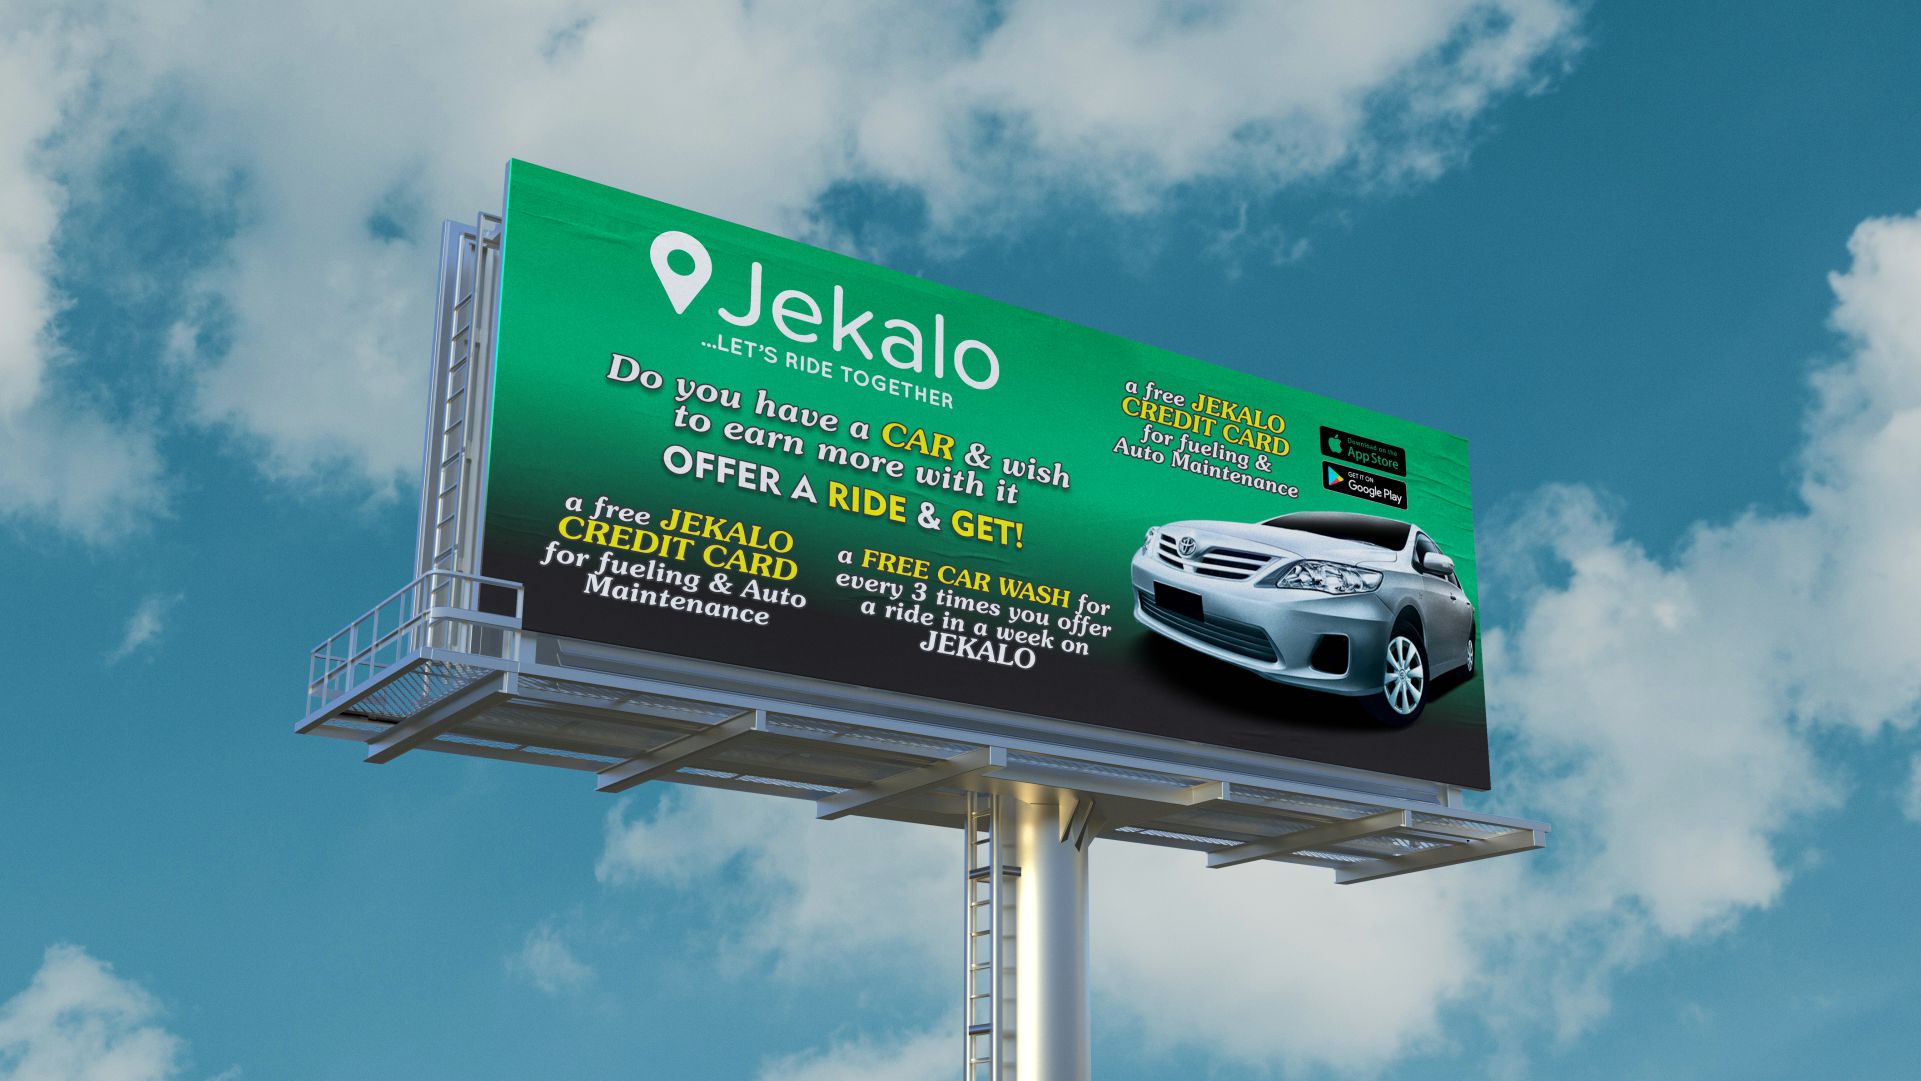 Jekalo
...LET'S RIDE TOGETHER
Do you have a CAR & wish
to earn more with it
OFFER A RIDE & GET!
a free JEKALO
CREDIT CARD
for fueling & Auto
Maintenance
a FREE CAR WASH for
every 3 times you offer
a ride in a week on
JEKALO
a free JEKALO
CREDIT CARD
for fueling &
Auto Maintenance
Download on the
App Store
GET IT ON
Google Play